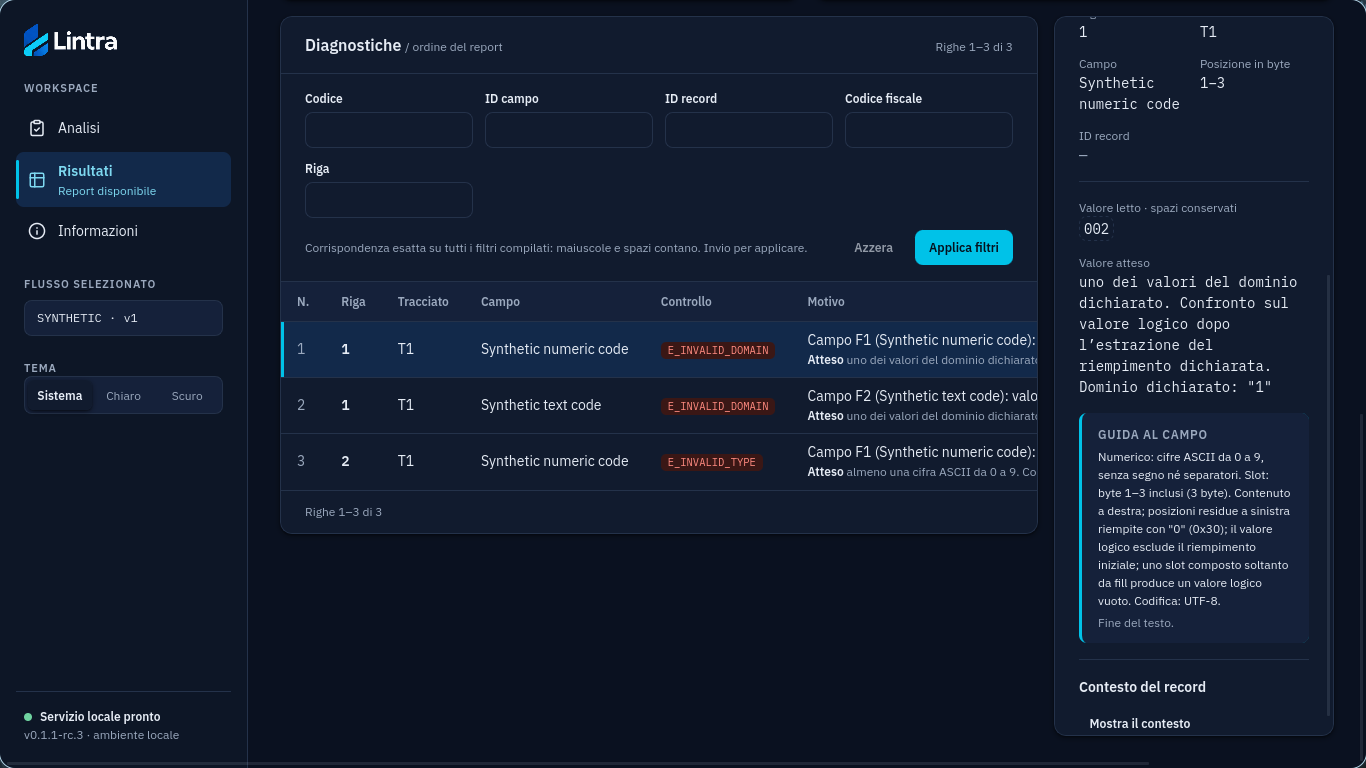 Lintra
WORKSPACE
Analisi
Risultati
Report disponibile
Informazioni
FLUSSO SELEZIONATO
SYNTHETIC · v1
TEMA
Sistema Chiaro Scuro
Servizio locale pronto
v0.1.1-rc.3 · ambiente locale
Diagnostiche / ordine del report
Righe 1–3 di 3
Codice ID campo ID record Codice fiscale
Riga
Corrispondenza esatta su tutti i filtri compilati: maiuscole e spazi contano. Invio per applicare.
Azzera Applica filtri
N. Riga Tracciato Campo Controllo Motivo
1 1 T1 Synthetic numeric code E_INVALID_DOMAIN Campo F1 (Synthetic numeric code):
Atteso uno dei valori del dominio dichiarato
2 1 T1 Synthetic text code E_INVALID_DOMAIN Campo F2 (Synthetic text code): valo
Atteso uno dei valori del dominio dichiarato
3 2 T1 Synthetic numeric code E_INVALID_TYPE Campo F1 (Synthetic numeric code):
Atteso almeno una cifra ASCII da 0 a 9. Co
Righe 1–3 di 3
1 T1
Campo Posizione in byte
Synthetic 1–3
numeric code
ID record
—
Valore letto · spazi conservati
002
Valore atteso
uno dei valori del dominio
dichiarato. Confronto sul
valore logico dopo
l’estrazione del
riempimento dichiarata.
Dominio dichiarato: "1"
GUIDA AL CAMPO
Numerico: cifre ASCII da 0 a 9,
senza segno né separatori. Slot:
byte 1–3 inclusi (3 byte). Contenuto
a destra; posizioni residue a sinistra
riempite con "0" (0x30); il valore
logico esclude il riempimento
iniziale; uno slot composto soltanto
da fill produce un valore logico
vuoto. Codifica: UTF-8.
Fine del testo.
Contesto del record
Mostra il contesto